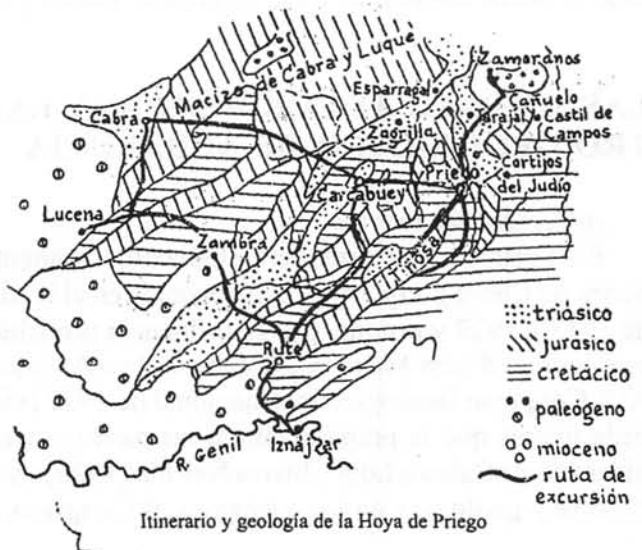 Zamoranos
Macizo de Cabra y Luque
Esparragal
Cañuelo
Cabra
Zagrilla
Tarajal
Castil de
Campos
Priego
Cortijos
del Judío
Carcabuey
Lucena
Zambra
Tiñosa
triásico
jurásico
cretácico
Rute
paleógeno
mioceno
Iznájar
R. Genil
ruta de
excursión
Itinerario y geología de la Hoya de Priego